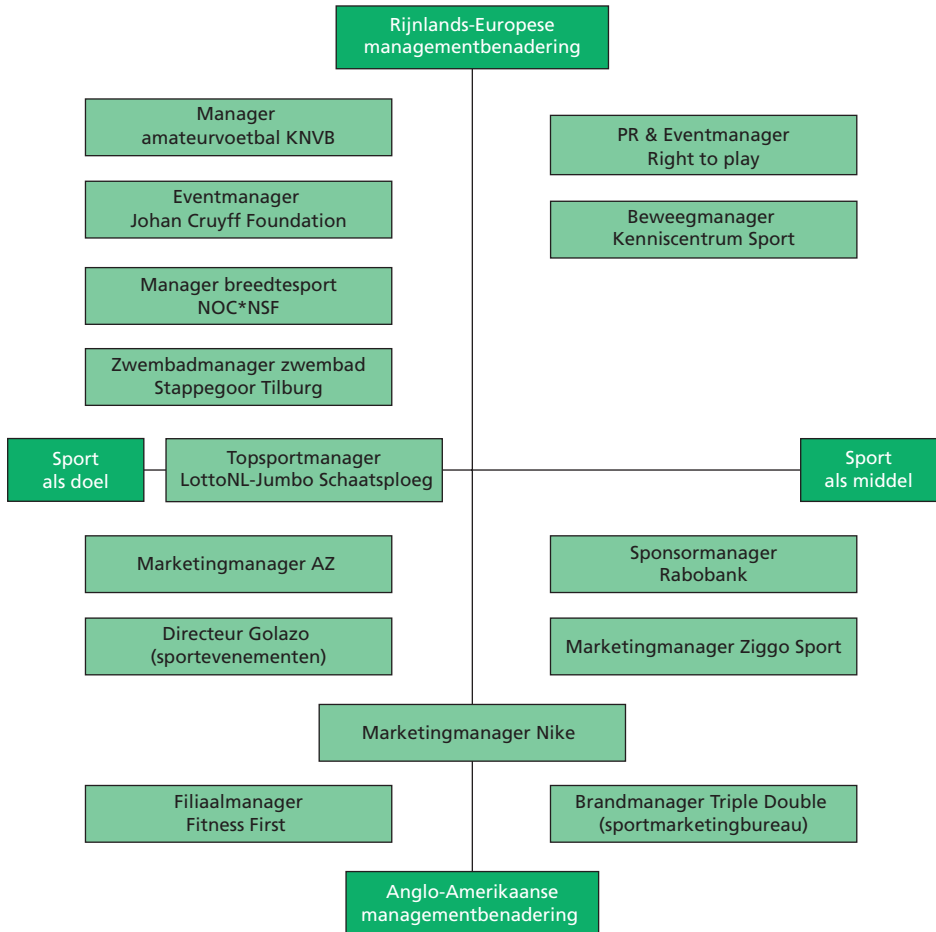 Rijnlands-Europese
managementbenadering
Manager
amateurvoetbal KNVB
PR & Eventmanager
Right to play
Eventmanager
Johan Cruyff Foundation
Beweegmanager
Kenniscentrum Sport
Manager breedtesport
NOC*NSF
Zwembadmanager zwembad
Stappegoor Tilburg
Sport
als doel
Topsportmanager
LottoNL-Jumbo Schaatsploeg
Sport
als middel
Marketingmanager AZ
Sponsormanager
Rabobank
Directeur Golazo
(sportevenementen)
Marketingmanager Ziggo Sport
Marketingmanager Nike
Filiaalmanager
Fitness First
Brandmanager Triple Double
(sportmarketingbureau)
Anglo-Amerikaanse
managementbenadering